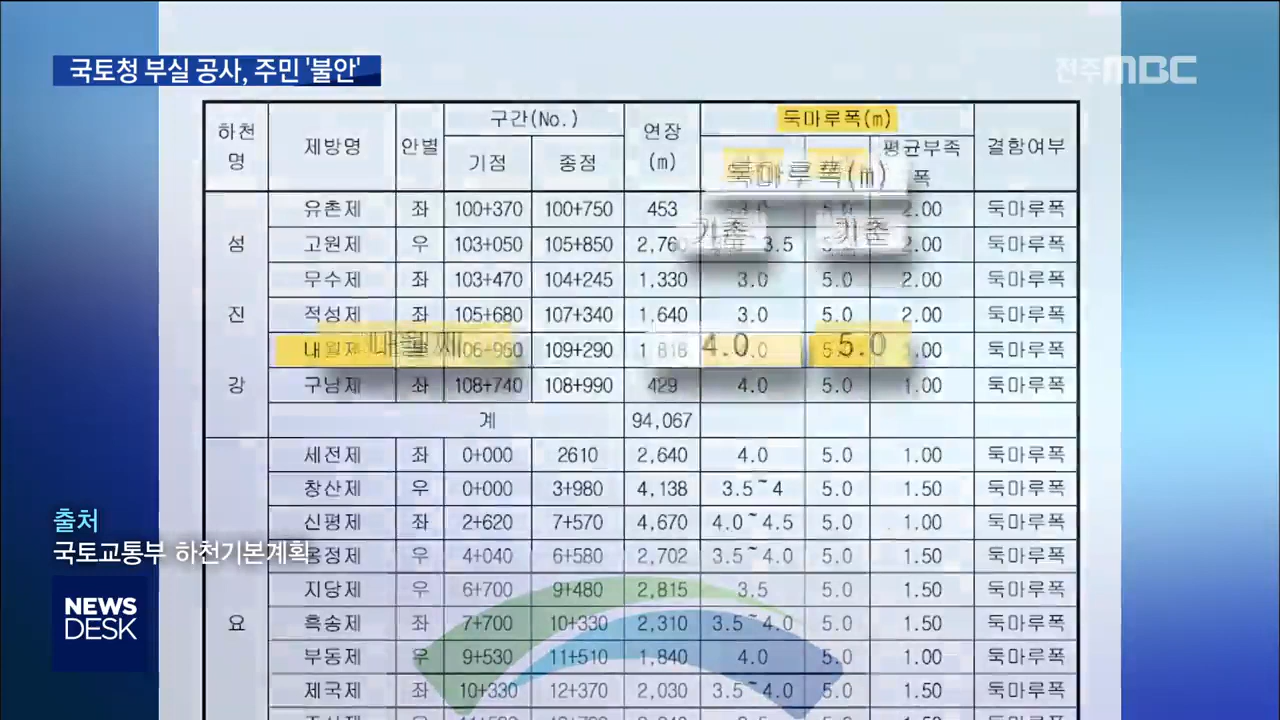 국토청 부실 공사, 주민 '불안'
전주MBC
하천명 제방명 안별 구간(No.) 연장(m) 둑마루폭(m) 결함여부
기점 종점 평균부족폭
둑마루폭(m)
기존 기존
유촌제 좌 100+370 100+750 453 3.0 5.0 2.00 둑마루폭
고원제 우 103+050 105+850 3.5 2.00 둑마루폭
무수제 좌 103+470 104+245 1,330 3.0 5.0 2.00 둑마루폭
적성제 좌 105+680 107+340 1,640 3.0 5.0 2.00 둑마루폭
내월제 109+290 4.0 5.0 둑마루폭
구남제 좌 108+740 108+990 429 4.0 5.0 1.00 둑마루폭
섬진강
계 94,067
세전제 좌 0+000 2610 2,640 4.0 5.0 1.00 둑마루폭
창산제 우 0+000 3+980 4,138 3.5~4 5.0 1.50 둑마루폭
신평제 좌 2+620 7+570 4,670 4.0~4.5 5.0 1.00 둑마루폭
4+040 6+580 2,702 3.5~4.0 5.0 1.50 둑마루폭
지당제 우 6+700 9+480 2,815 3.5 5.0 1.50 둑마루폭
요 흑송제 좌 7+700 10+330 2,310 3.5~4.0 5.0 1.50 둑마루폭
부동제 우 9+530 11+510 1,840 4.0 5.0 1.00 둑마루폭
제국제 좌 10+330 12+370 2,030 3.5~4.0 5.0 1.50 둑마루폭
출처
국토교통부 하천기본계획
NEWS
DESK